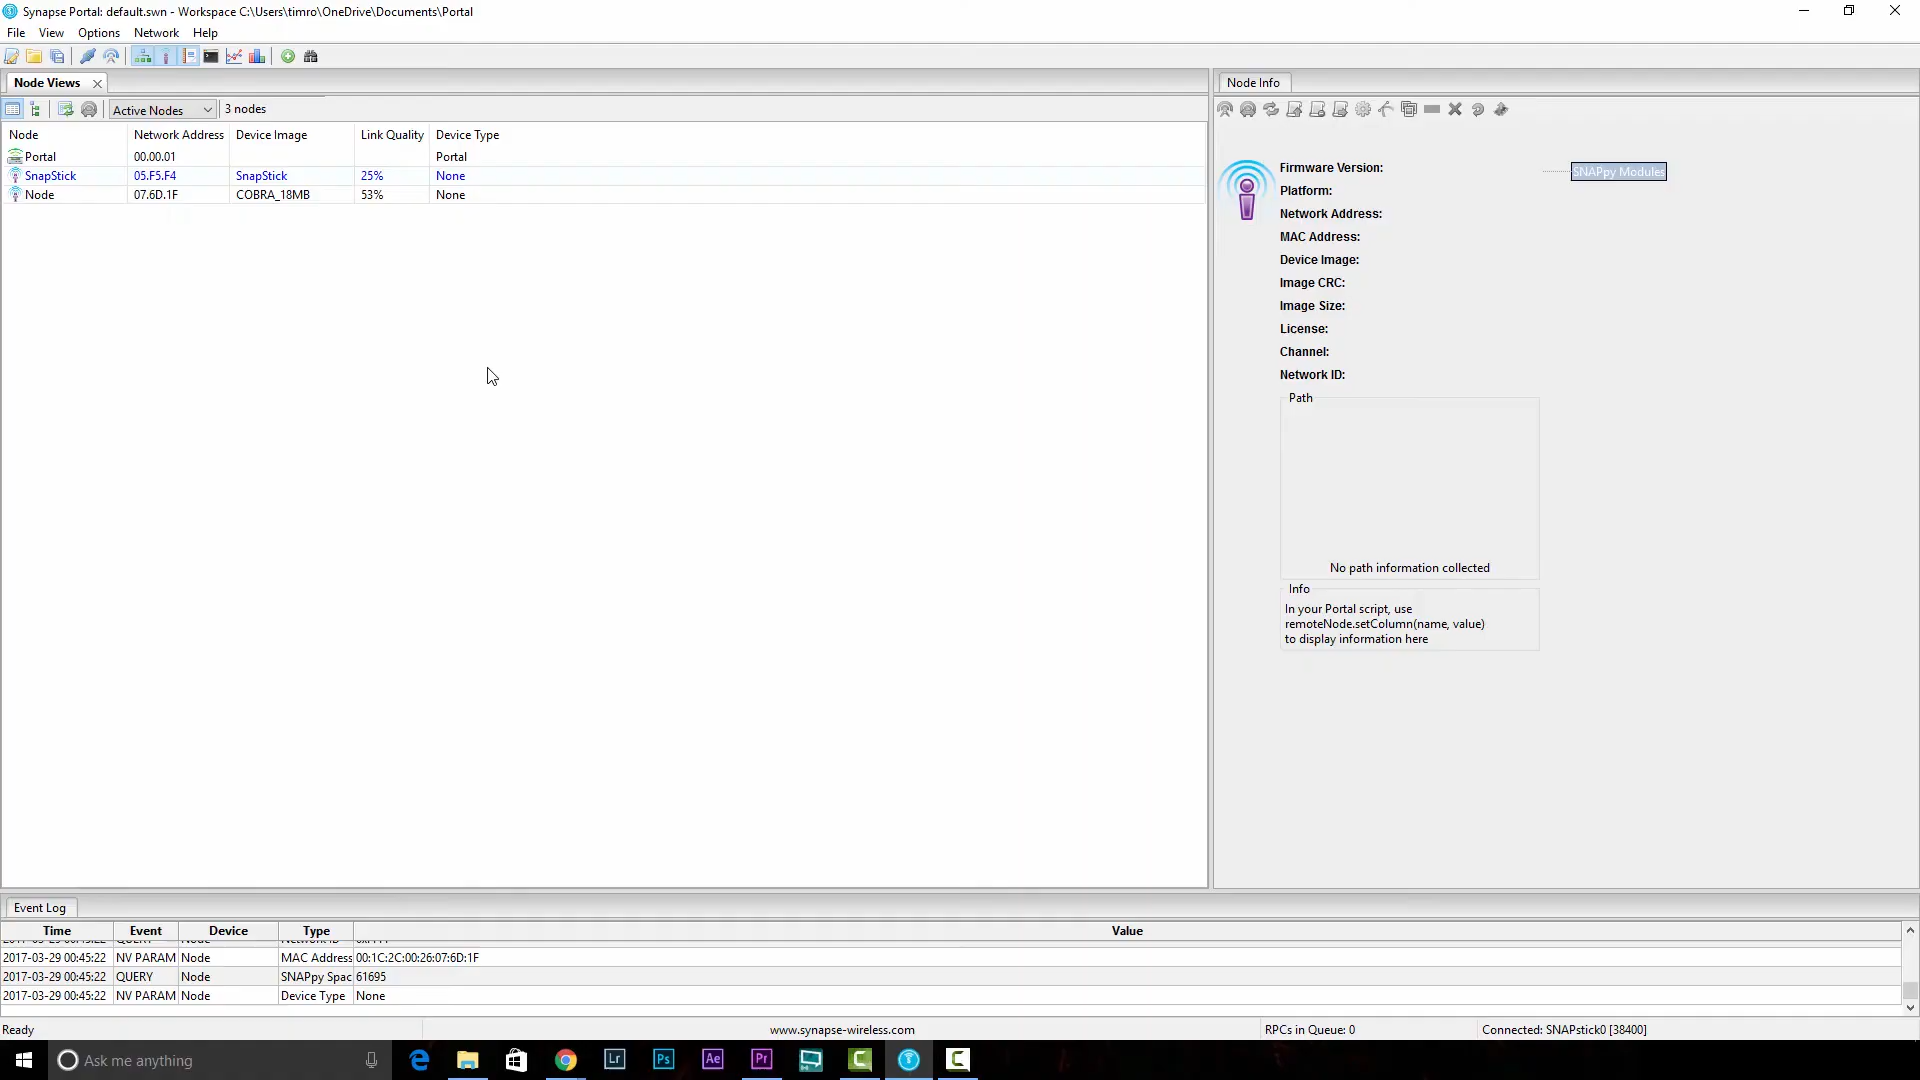 Synapse Portal: default.swn - Workspace C:\Users\timro\OneDrive\Documents\Portal
File View Options Network Help
Node Views
Active Nodes 3 nodes
Node Network Address Device Image Link Quality Device Type
Portal 00.00.01 Portal
SnapStick 05.F5.F4 SnapStick 25% None
Node 07.6D.1F COBRA_18MB 53% None
Node Info
Firmware Version:
SNAPpy Modules
Platform:
Network Address:
MAC Address:
Device Image:
Image CRC:
Image Size:
License:
Channel:
Network ID:
Path
No path information collected
Info
In your Portal script, use
remoteNode.setColumn(name, value)
to display information here
Event Log
Time Event Device Type Value
2017-03-29 00:45:22 NV PARAM Node MAC Address 00:1C:2C:00:26:07:6D:1F
2017-03-29 00:45:22 QUERY Node SNAPpy Spac 61695
2017-03-29 00:45:22 NV PARAM Node Device Type None
Ready www.synapse-wireless.com RPCs in Queue: 0 Connected: SNAPstick0 [38400]
Ask me anything Lr Ps Ae Pr